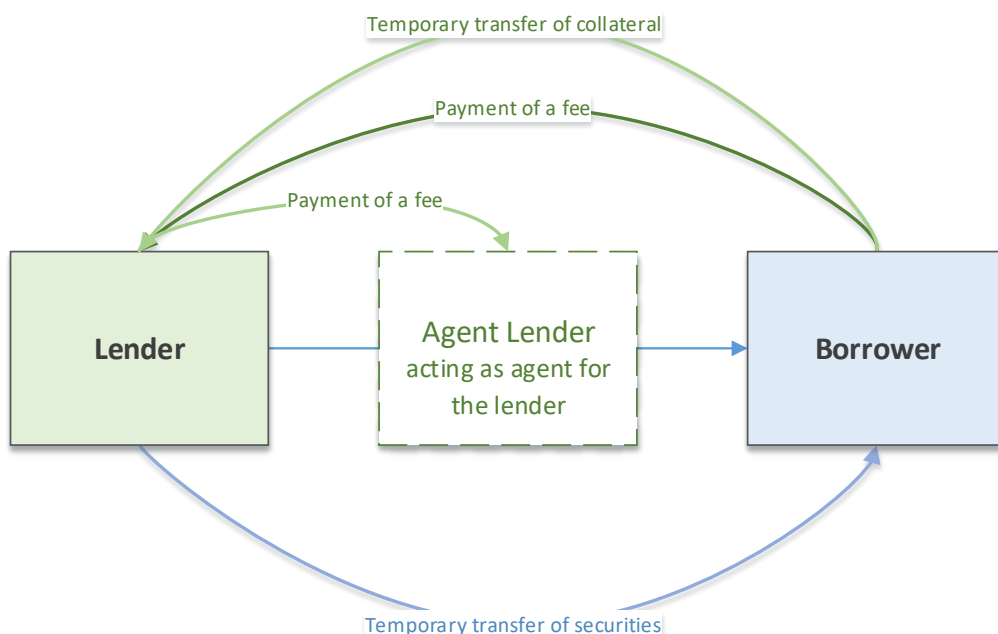 Temporary transfer of collateral
Payment of a fee
Payment of a fee
Lender
Agent Lender
acting as agent for
the lender
Borrower
Temporary transfer of securities